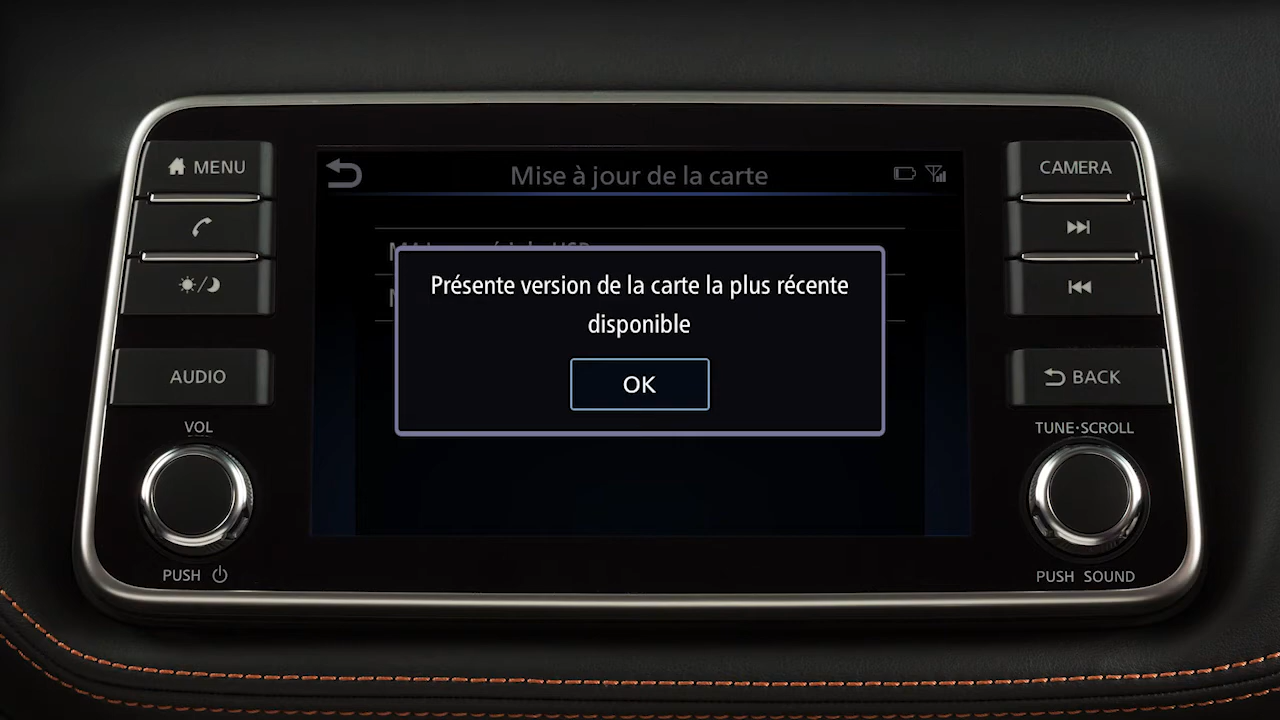 MENU
CAMERA
Mise à jour de la carte
Présente version de la carte la plus récente
disponible
OK
AUDIO
BACK
VOL
TUNE·SCROLL
PUSH
PUSH SOUND